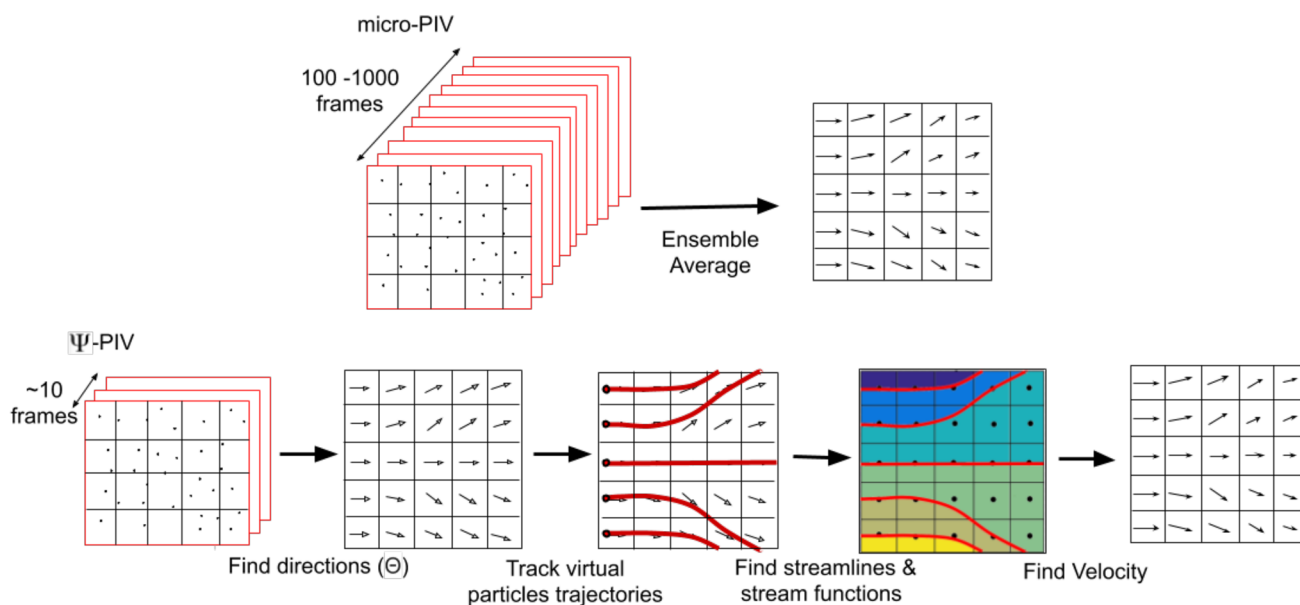 micro-PIV
100 -1000
frames
Ensemble
Average
Ψ-PIV
~10
frames
Find directions (Θ)
Track virtual
particles trajectories
Find streamlines &
stream functions
Find Velocity